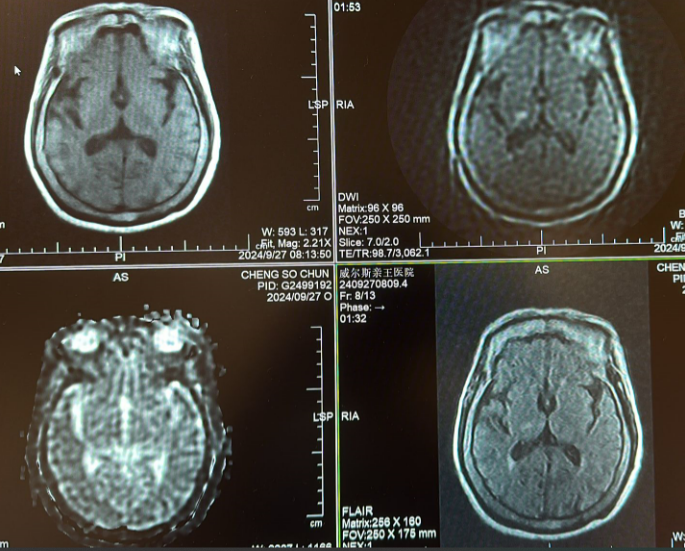 01:53
LSP RIA
cm
W: 593 L: 317
cFit, Mag: 2.21X
2024/9/27 08:13:50
PI
DWI
Matrix:96 X 96
FOV:250 X 250 mm
NEX:1
Slice: 7.0/2.0
TE/TR:98.7/3,062.1
cm
W:
PI
AS
CHENG SO CHUN
PID: G2499192
2024/09/27 O
威尔斯亲王医院
2409270809.4
Fr: 8/13
Phase: →
01:32
AS
CHEN
LSP RIA
cm
FLAIR
Matrix:256 X 160
FOV:250 X 175 mm
NEX:1
W: